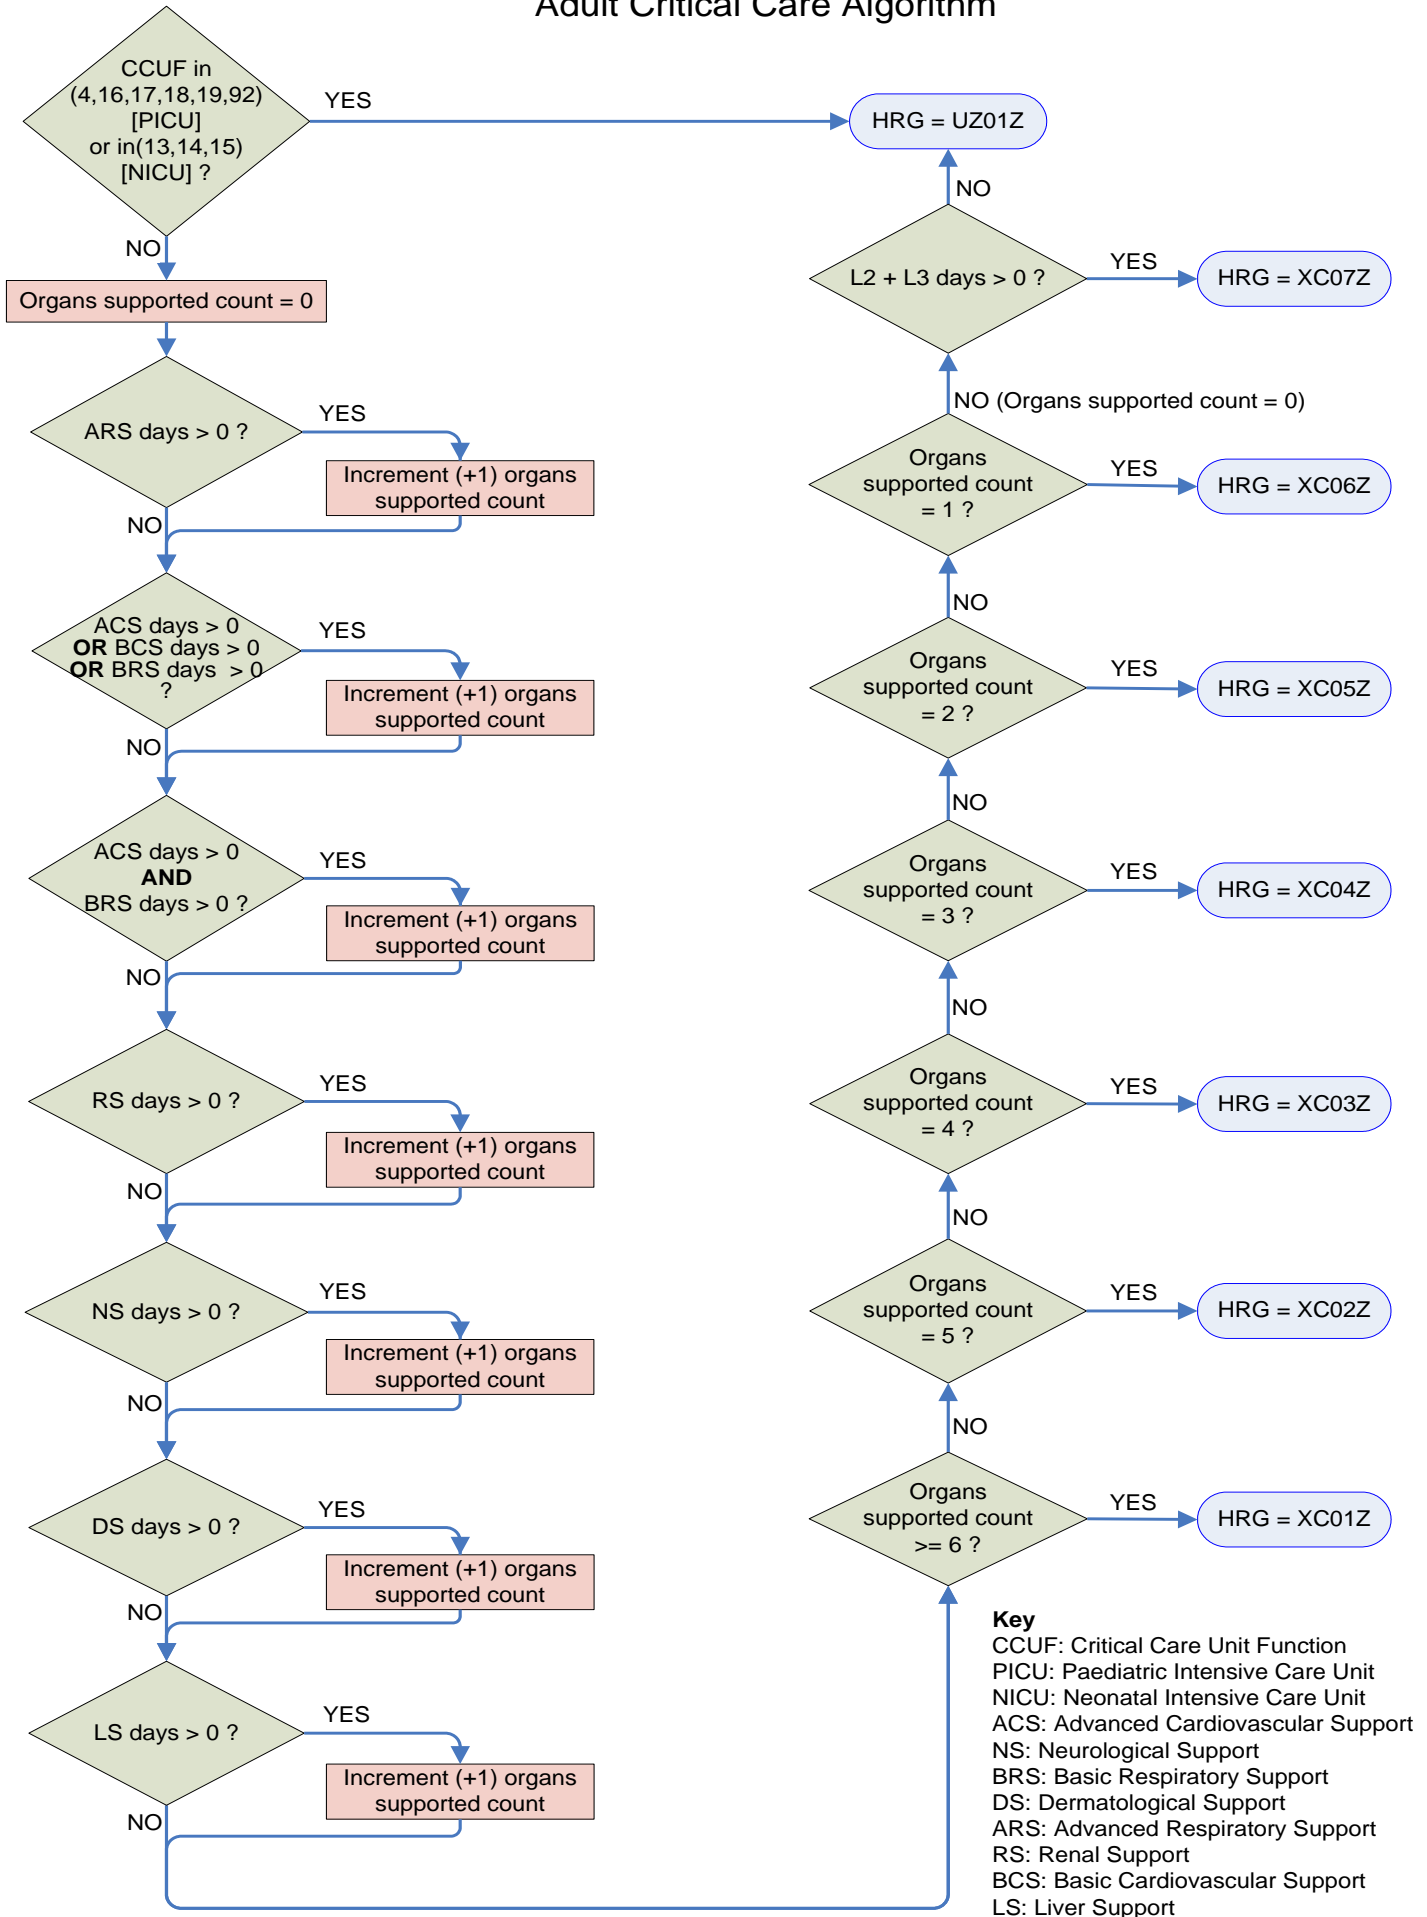 Adult Critical Care Algorithm
CCUF in
(4,16,17,18,19,92)
[PICU]
or in(13,14,15)
[NICU] ?
YES
HRG = UZ01Z
NO
Organs supported count = 0
ARS days > 0 ?
YES
Increment (+1) organs
supported count
NO
ACS days > 0
OR BCS days > 0
OR BRS days > 0
?
YES
Increment (+1) organs
supported count
NO
ACS days > 0
AND
BRS days > 0 ?
YES
Increment (+1) organs
supported count
NO
RS days > 0 ?
YES
Increment (+1) organs
supported count
NO
NS days > 0 ?
YES
Increment (+1) organs
supported count
NO
DS days > 0 ?
YES
Increment (+1) organs
supported count
NO
LS days > 0 ?
YES
Increment (+1) organs
supported count
NO
NO
L2 + L3 days > 0 ?
YES
HRG = XC07Z
NO (Organs supported count = 0)
Organs
supported count
= 1 ?
YES
HRG = XC06Z
NO
Organs
supported count
= 2 ?
YES
HRG = XC05Z
NO
Organs
supported count
= 3 ?
YES
HRG = XC04Z
NO
Organs
supported count
= 4 ?
YES
HRG = XC03Z
NO
Organs
supported count
= 5 ?
YES
HRG = XC02Z
NO
Organs
supported count
>= 6 ?
YES
HRG = XC01Z
Key
CCUF: Critical Care Unit Function
PICU: Paediatric Intensive Care Unit
NICU: Neonatal Intensive Care Unit
ACS: Advanced Cardiovascular Support
NS: Neurological Support
BRS: Basic Respiratory Support
DS: Dermatological Support
ARS: Advanced Respiratory Support
RS: Renal Support
BCS: Basic Cardiovascular Support
LS: Liver Support